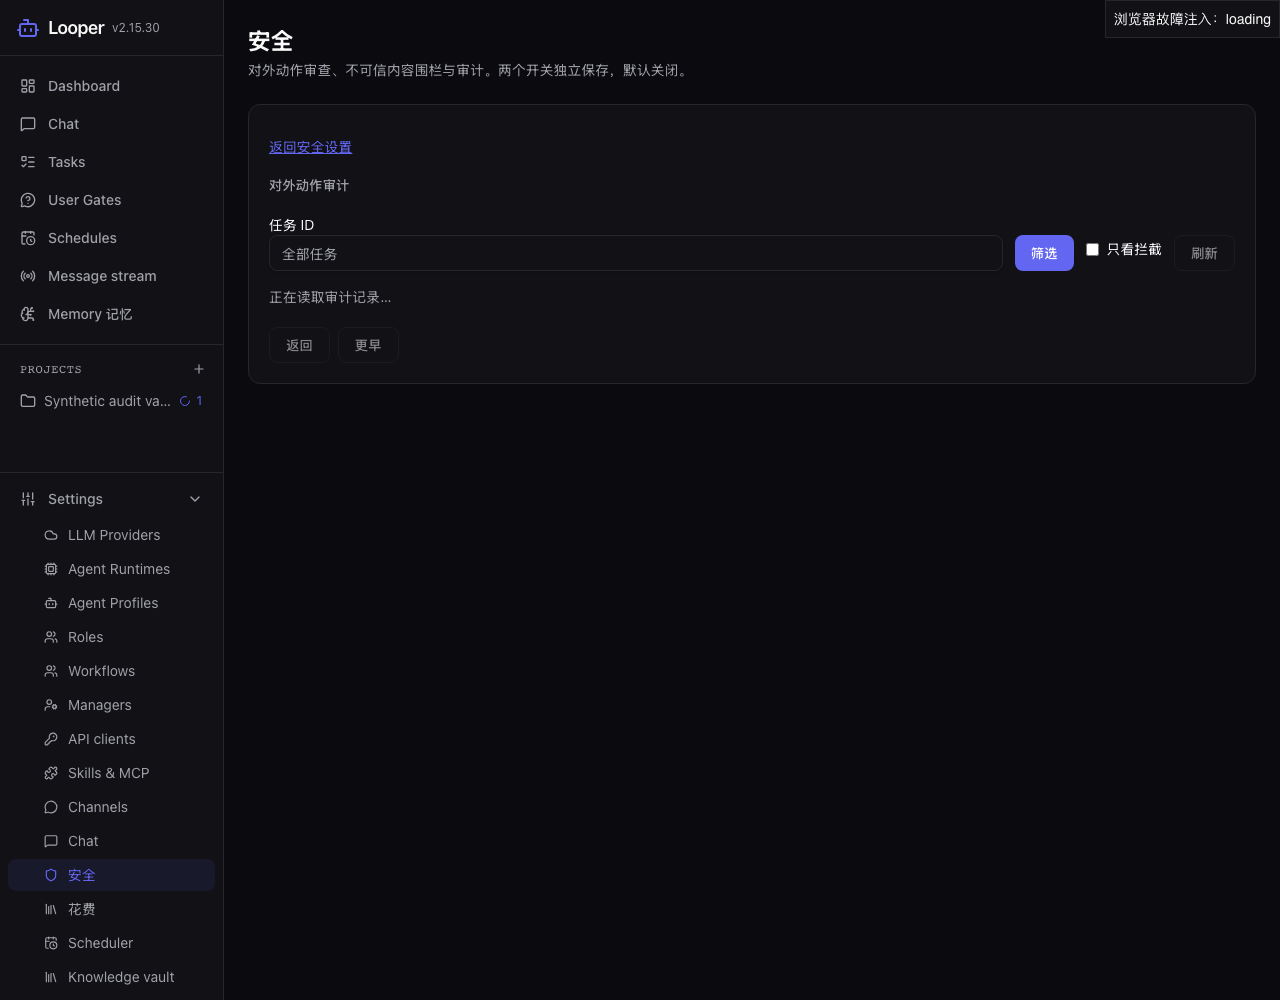 Looper v2.15.30
Dashboard
Chat
Tasks
User Gates
Schedules
Message stream
Memory 记忆
PROJECTS
Synthetic audit va... 1
Settings
LLM Providers
Agent Runtimes
Agent Profiles
Roles
Workflows
Managers
API clients
Skills & MCP
Channels
Chat
安全
花费
Scheduler
Knowledge vault
浏览器故障注入：loading
安全
对外动作审查、不可信内容围栏与审计。两个开关独立保存，默认关闭。
返回安全设置
对外动作审计
任务 ID
全部任务 筛选 只看拦截 刷新
正在读取审计记录...
返回 更早